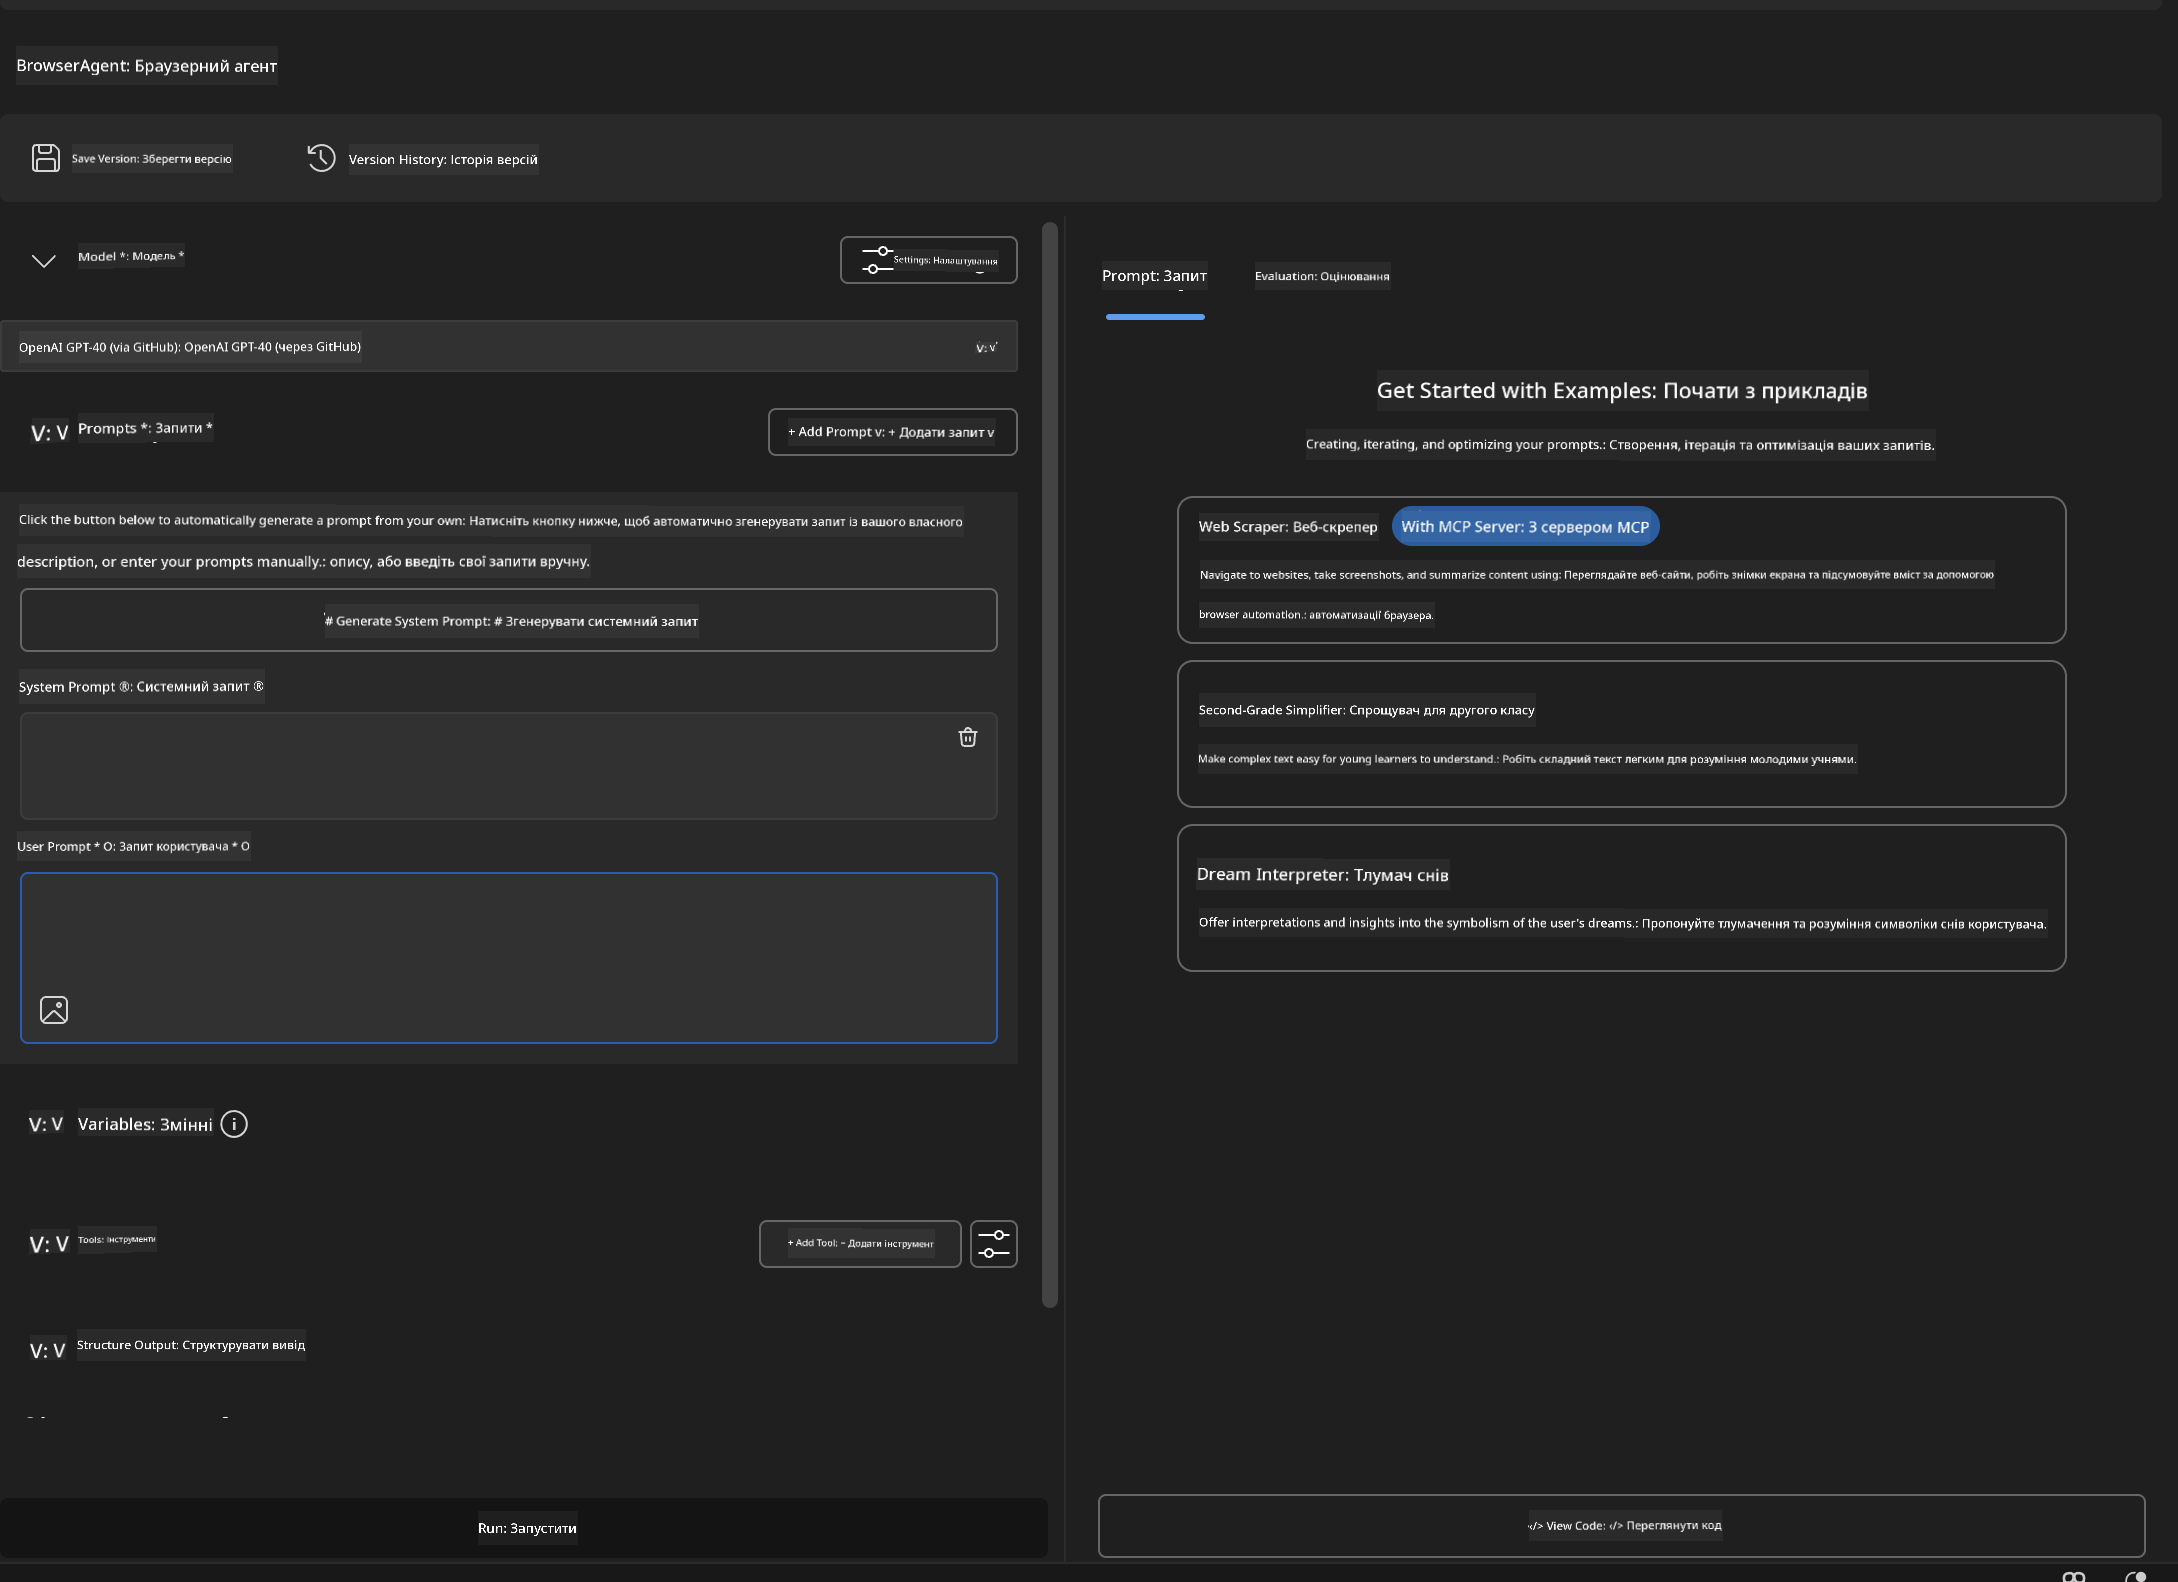 BrowserAgent: Браузерний агент
Save Version: Зберегти версію
Version History: Історія версій
Model *: Модель *
Settings: Налаштування
OpenAI GPT-40 (via GitHub): OpenAI GPT-40 (через GitHub)
V: V
V: V
Prompts *: Запити *
+ Add Prompt v: + Додати запит v
Click the button below to automatically generate a prompt from your own: Натисніть кнопку нижче, щоб автоматично згенерувати запит із вашого власного
description, or enter your prompts manually.: опису, або введіть свої запити вручну.
# Generate System Prompt: # Згенерувати системний запит
System Prompt ®: Системний запит ®
User Prompt * O: Запит користувача * O
V: V
Variables: Змінні
V: V
Tools: Інструменти
+ Add Tool: – Додати інструмент
V: V
Structure Output: Структурувати вивід
Run: Запустити
Prompt: Запит
Evaluation: Оцінювання
Get Started with Examples: Почати з прикладів
Creating, iterating, and optimizing your prompts.: Створення, ітерація та оптимізація ваших запитів.
Web Scraper: Веб-скрепер
With MCP Server: З сервером MCP
Navigate to websites, take screenshots, and summarize content using: Переглядайте веб-сайти, робіть знімки екрана та підсумовуйте вміст за допомогою
browser automation.: автоматизації браузера.
Second-Grade Simplifier: Спрощувач для другого класу
Make complex text easy for young learners to understand.: Робіть складний текст легким для розуміння молодими учнями.
Dream Interpreter: Тлумач снів
Offer interpretations and insights into the symbolism of the user's dreams.: Пропонуйте тлумачення та розуміння символіки снів користувача.
</> View Code: </> Переглянути код